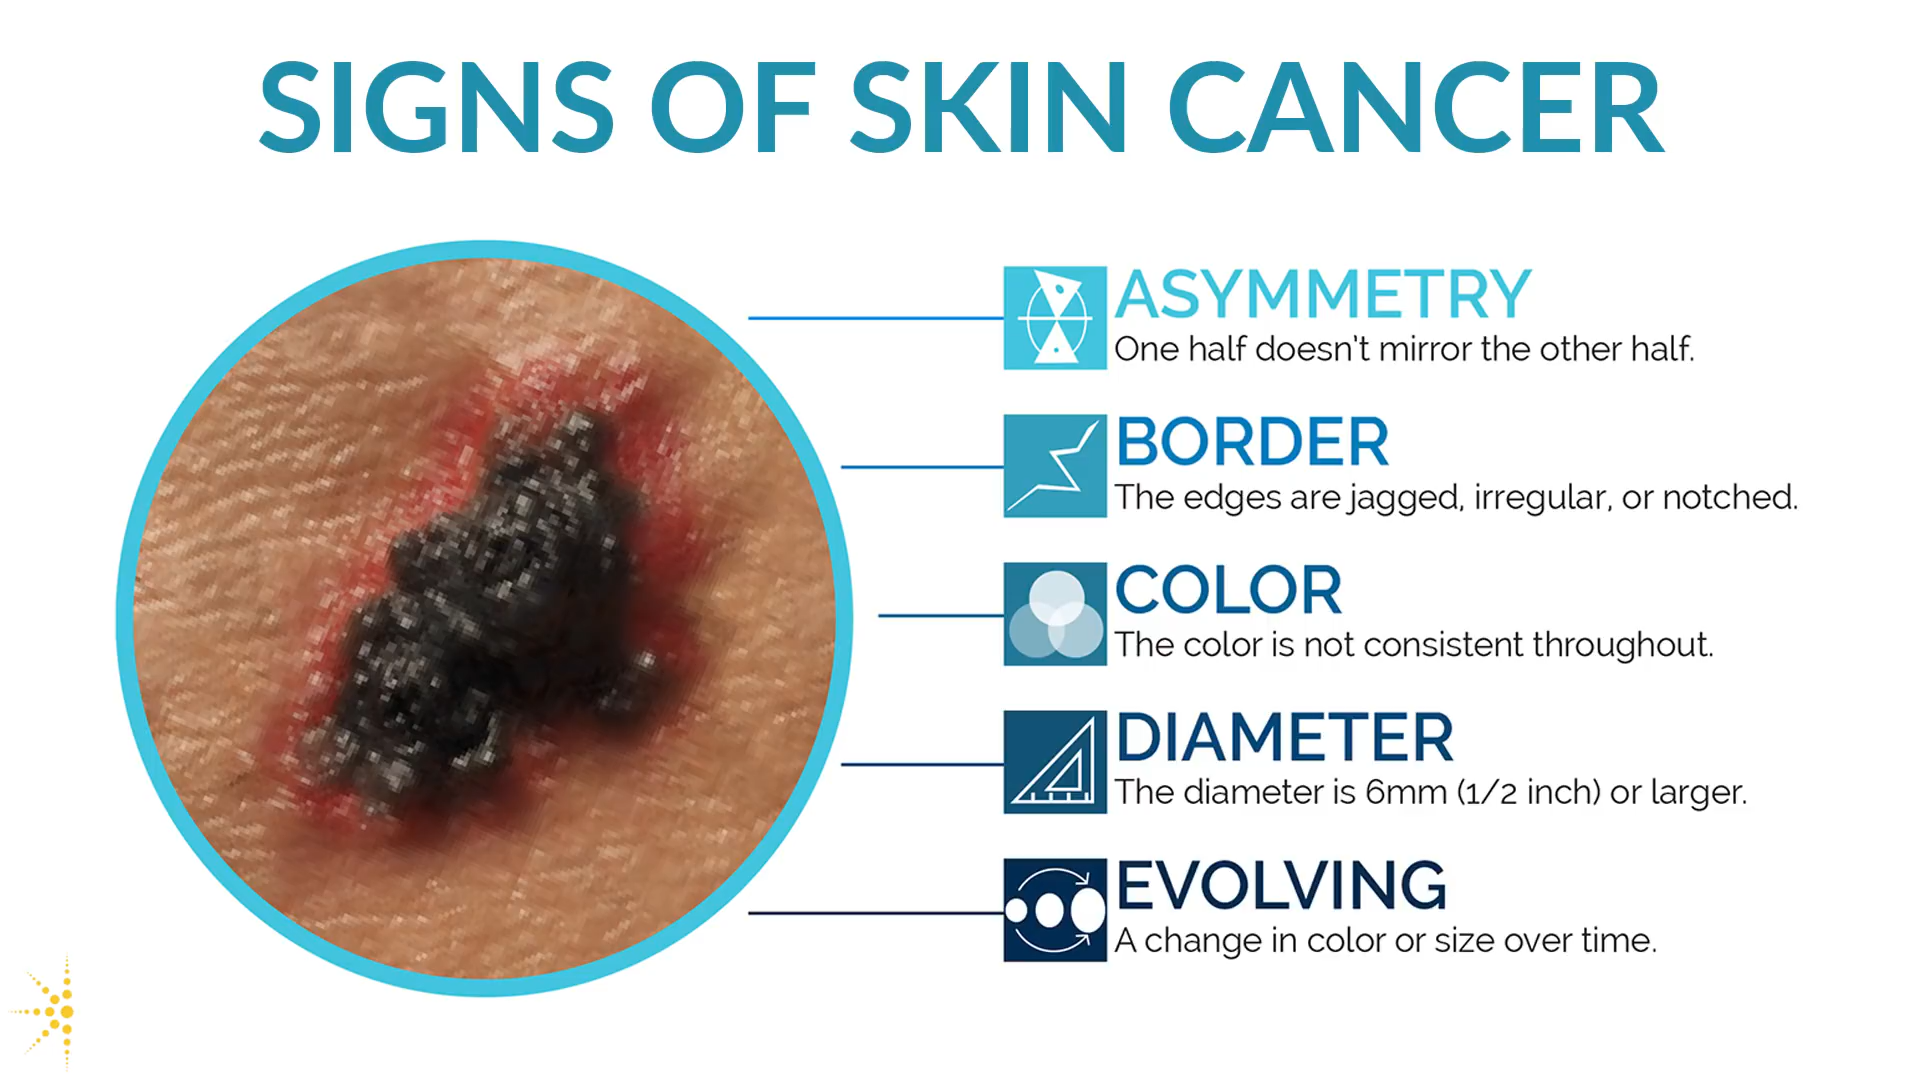 SIGNS OF SKIN CANCER
ASYMMETRY
One half doesn't mirror the other half.
BORDER
The edges are jagged, irregular, or notched.
COLOR
The color is not consistent throughout.
DIAMETER
The diameter is 6mm (1/2 inch) or larger.
EVOLVING
A change in color or size over time.